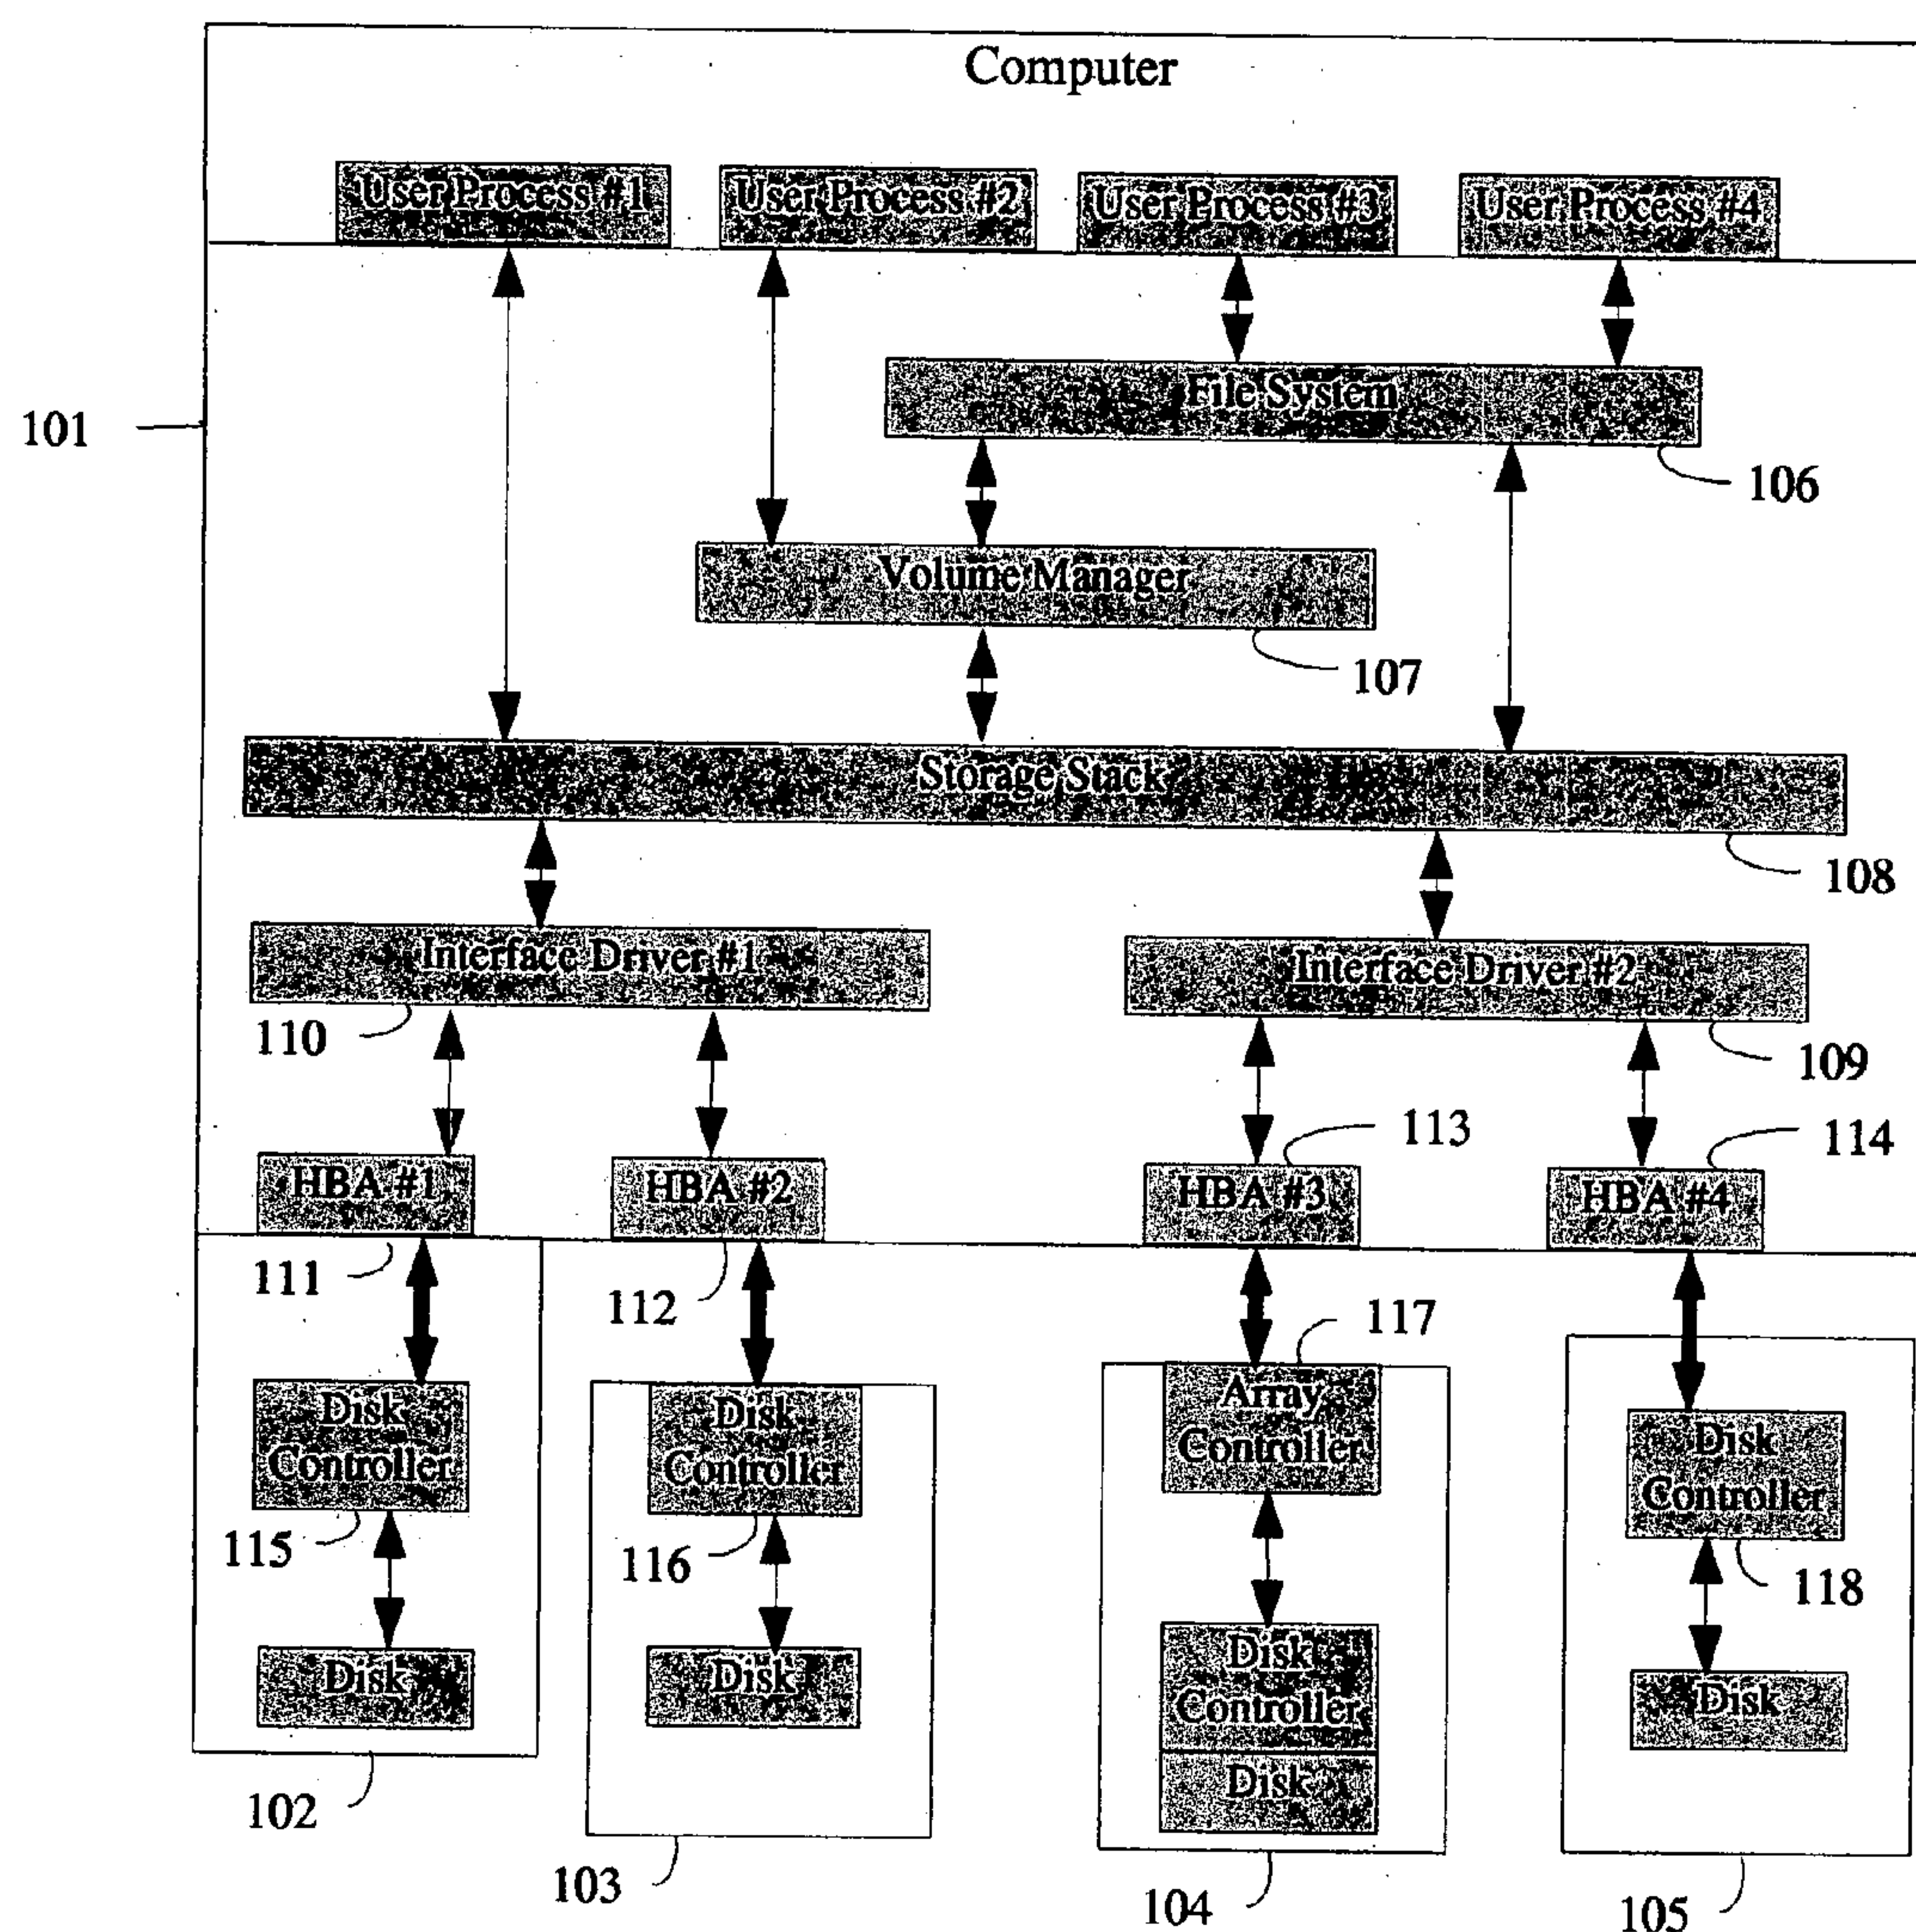 Computer
User Process #1
User Process #2
User Process #3
User Process #4
File System
101
106
Volume Manager
107
Storage Stack
108
Interface Driver #1
Interface Driver #2
110
109
113
114
HBA #1
HBA #2
HBA #3
HBA #4
111
112
117
Disk
Controller
Disk
Controller
Array
Controller
Disk
Controller
115
116
118
Disk
Disk
Disk
Controller
Disk
Disk
102
103
104
105